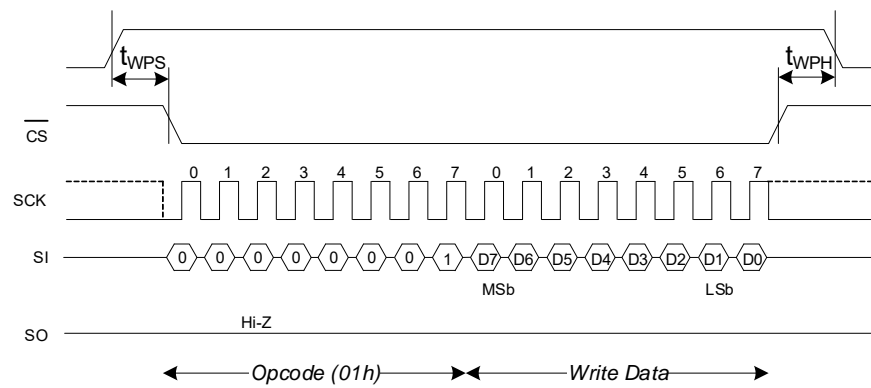 tWPS tWPH
CS
0 1 2 3 4 5 6 7 0 1 2 3 4 5 6 7
SCK
SI 0 0 0 0 0 0 0 1 D7 D6 D5 D4 D3 D2 D1 D0
MSb LSb
Hi-Z
SO
Opcode (01h) Write Data